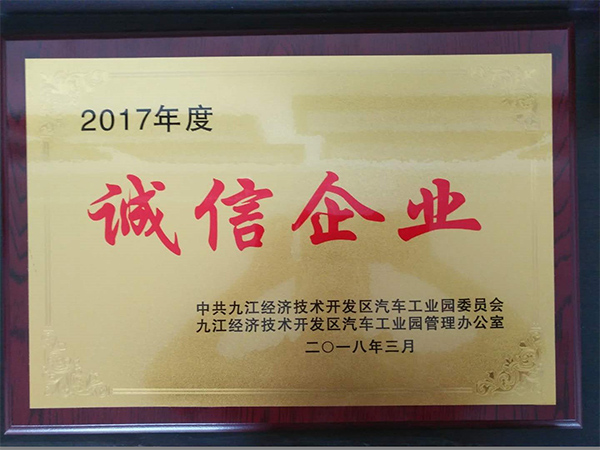 2017年度
诚信企业
中共九江经济技术开发区汽车工业园委员会
九江经济技术开发区汽车工业园管理办公室
二〇一八年三月